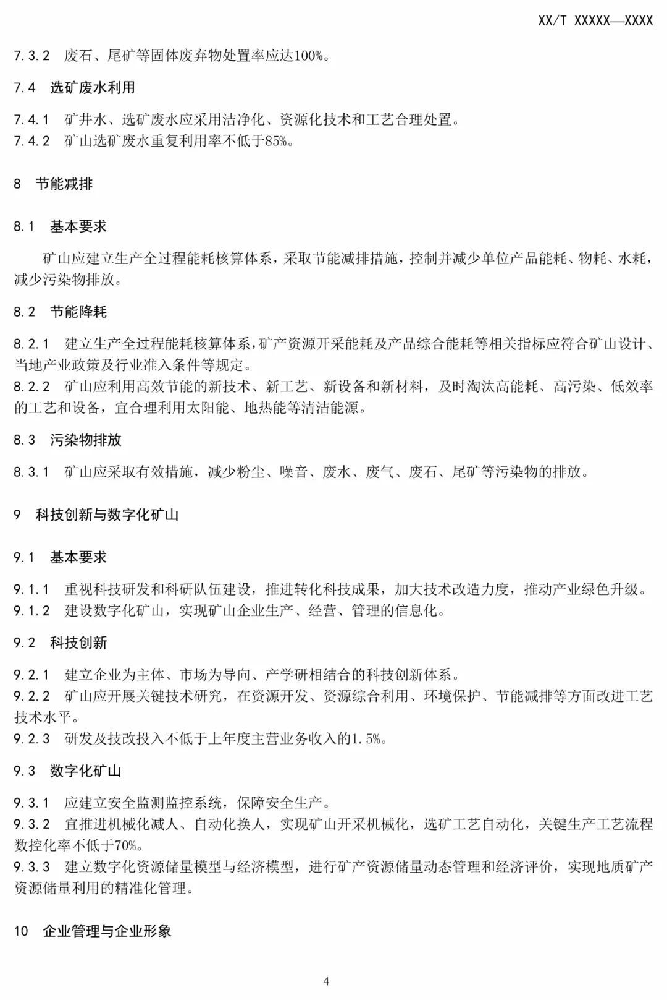 XX/T XXXXX—XXXX
7.3.2 废石、尾矿等固体废弃物处置率应达100%。
7.4 选矿废水利用
7.4.1 矿井水、选矿废水应采用洁净化、资源化技术和工艺合理处置。
7.4.2 矿山选矿废水重复利用率不低于85%。
8 节能减排
8.1 基本要求
矿山应建立生产全过程能耗核算体系，采取节能减排措施，控制并减少单位产品能耗、物耗、水耗，
减少污染物排放。
8.2 节能降耗
8.2.1 建立生产全过程能耗核算体系，矿产资源开采能耗及产品综合能耗等相关指标应符合矿山设计、
当地产业政策及行业准入条件等规定。
8.2.2 矿山应利用高效节能的新技术、新工艺、新设备和新材料，及时淘汰高能耗、高污染、低效率
的工艺和设备，宜合理利用太阳能、地热能等清洁能源。
8.3 污染物排放
8.3.1 矿山应采取有效措施，减少粉尘、噪音、废水、废气、废石、尾矿等污染物的排放。
9 科技创新与数字化矿山
9.1 基本要求
9.1.1 重视科技研发和科研队伍建设，推进转化科技成果，加大技术改造力度，推动产业绿色升级。
9.1.2 建设数字化矿山，实现矿山企业生产、经营、管理的信息化。
9.2 科技创新
9.2.1 建立企业为主体、市场为导向、产学研相结合的科技创新体系。
9.2.2 矿山应开展关键技术研究，在资源开发、资源综合利用、环境保护、节能减排等方面改进工艺
技术水平。
9.2.3 研发及技改投入不低于上年度主营业务收入的1.5%。
9.3 数字化矿山
9.3.1 应建立安全监测监控系统，保障安全生产。
9.3.2 宜推进机械化减人、自动化换人，实现矿山开采机械化，选矿工艺自动化，关键生产工艺流程
数控化率不低于70%。
9.3.3 建立数字化资源储量模型与经济模型，进行矿产资源储量动态管理和经济评价，实现地质矿产
资源储量利用的精准化管理。
10 企业管理与企业形象
4